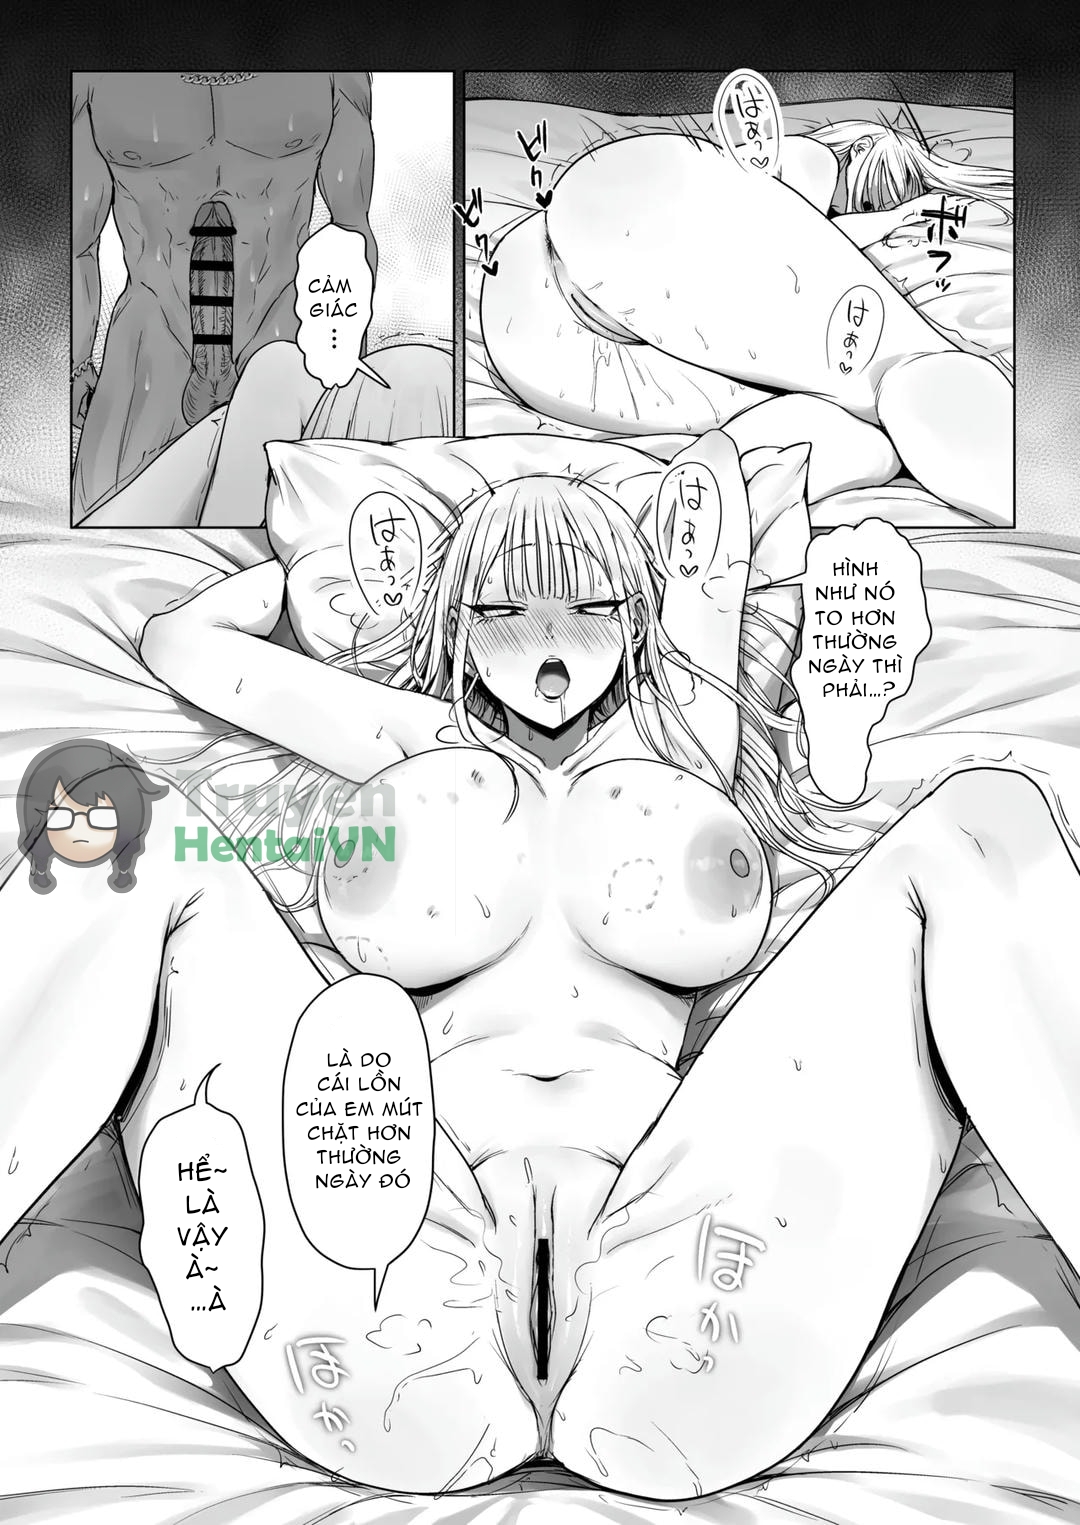 はぁっ
ビクッ
ビクッ
ボフッ
はぁっ
CẢM
GIÁC
...
はぁっ
はぁっ
HÌNH
NHƯ NÓ
TO HƠN
THƯỜNG
NGÀY THÌ
PHẢI...?
Truyen
HentaiVN
LÀ DO
CÁI LỒN
CỦA EM MÚT
CHẶT HƠN
THƯỜNG
NGÀY ĐÓ
HỂ~
LÀ
VẬY
À~
...À
ほかっ
ほかっ